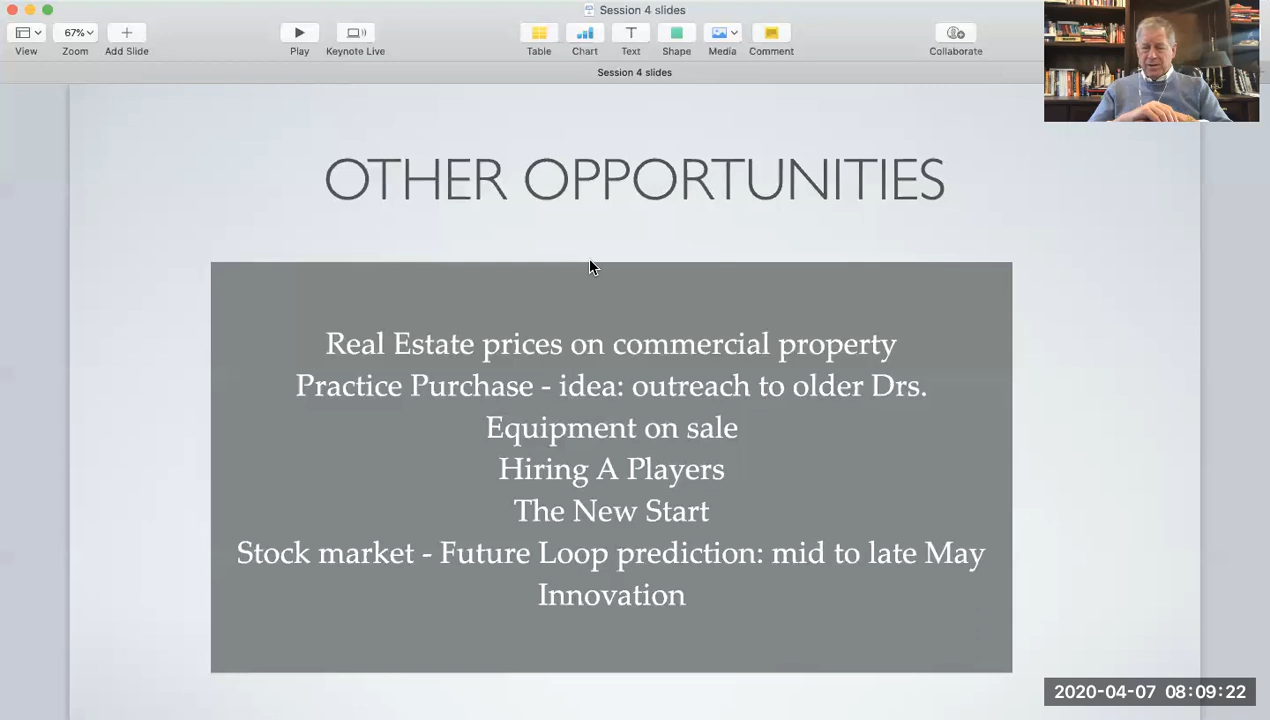 Session 4 slides
67%
View
Zoom
Add Slide
Play
Keynote Live
Table
Chart
Text
Shape
Media
Comment
Collaborate
Session 4 slides
OTHER OPPORTUNITIES
Real Estate prices on commercial property
Practice Purchase - idea: outreach to older Drs.
Equipment on sale
Hiring A Players
The New Start
Stock market - Future Loop prediction: mid to late May
Innovation
2020-04-07 08:09:22